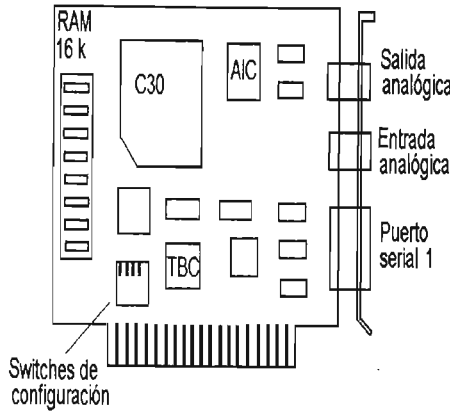 RAM
16 k
C30
AIC
Salida
analógica
Entrada
analógica
Puerto
serial 1
TBC
Switches de
configuración